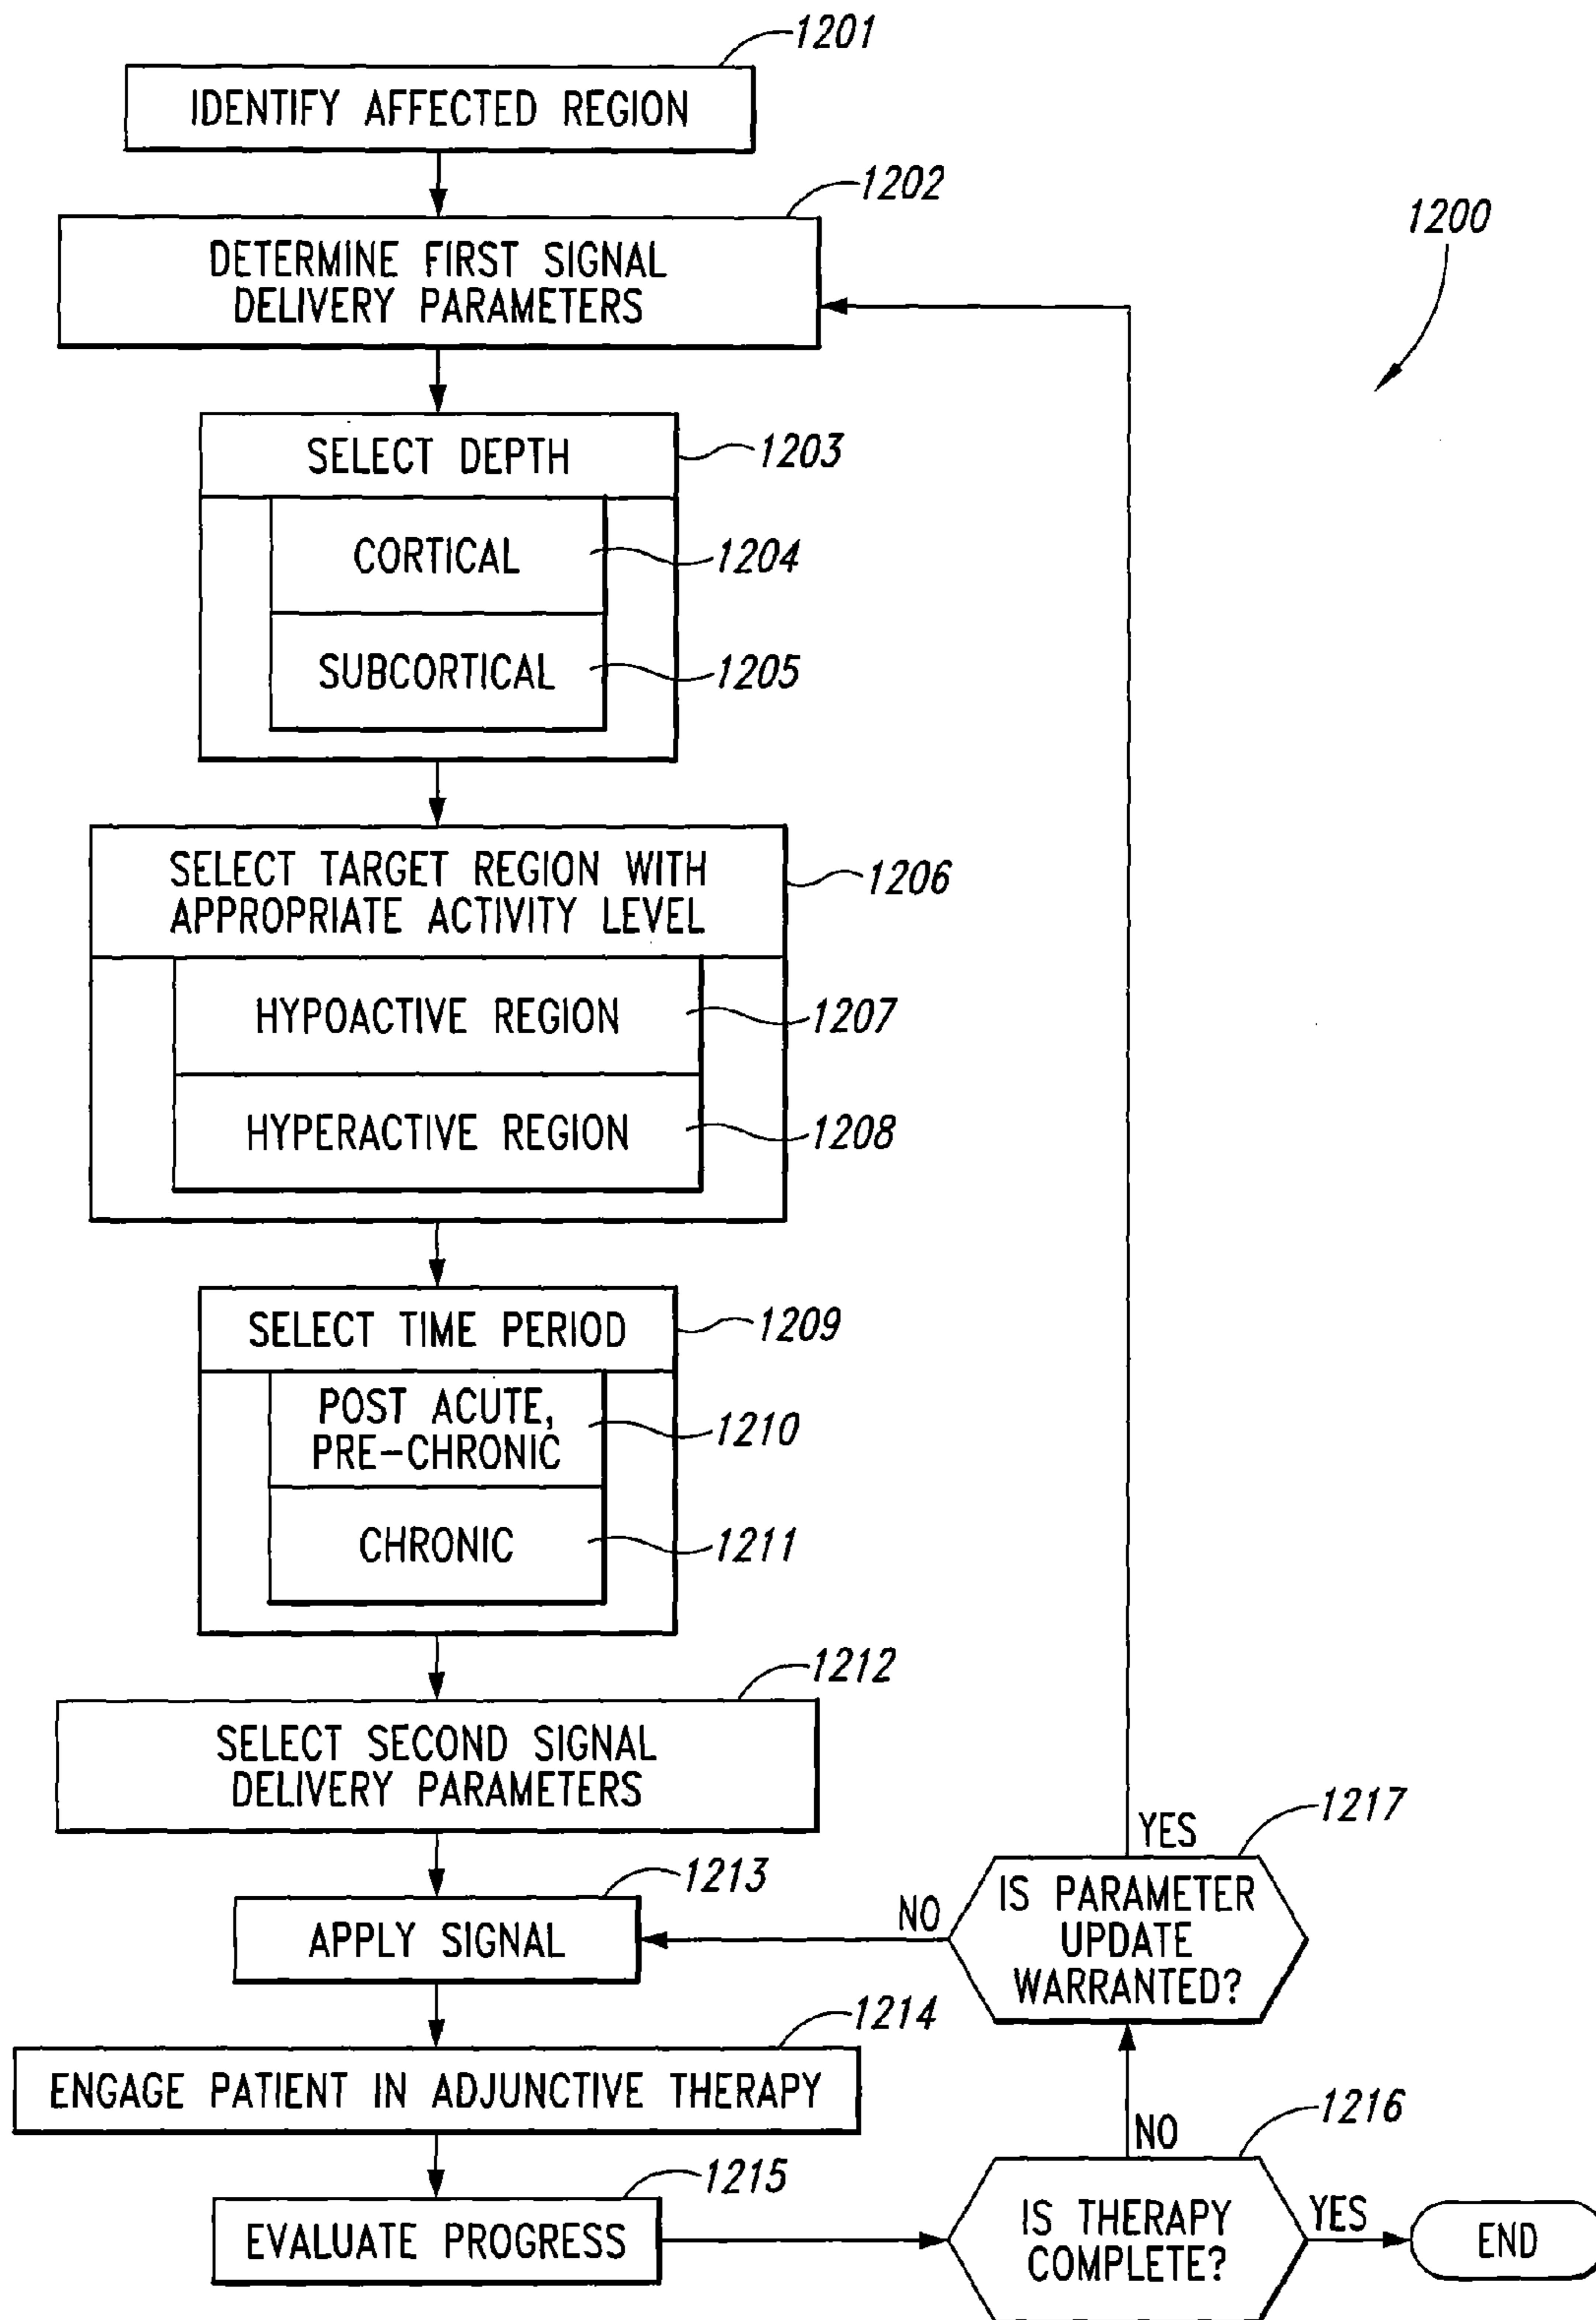 1201
IDENTIFY AFFECTED REGION
1202
DETERMINE FIRST SIGNAL
DELIVERY PARAMETERS
1200
SELECT DEPTH
1203
CORTICAL
1204
SUBCORTICAL
1205
SELECT TARGET REGION WITH
APPROPRIATE ACTIVITY LEVEL
1206
HYPOACTIVE REGION
1207
HYPERACTIVE REGION
1208
SELECT TIME PERIOD
1209
POST ACUTE,
PRE-CHRONIC
1210
CHRONIC
1211
1212
SELECT SECOND SIGNAL
DELIVERY PARAMETERS
1213
APPLY SIGNAL
1214
ENGAGE PATIENT IN ADJUNCTIVE THERAPY
1215
EVALUATE PROGRESS
1216
IS THERAPY
COMPLETE?
YES
END
NO
1217
IS PARAMETER
UPDATE
WARRANTED?
YES
NO